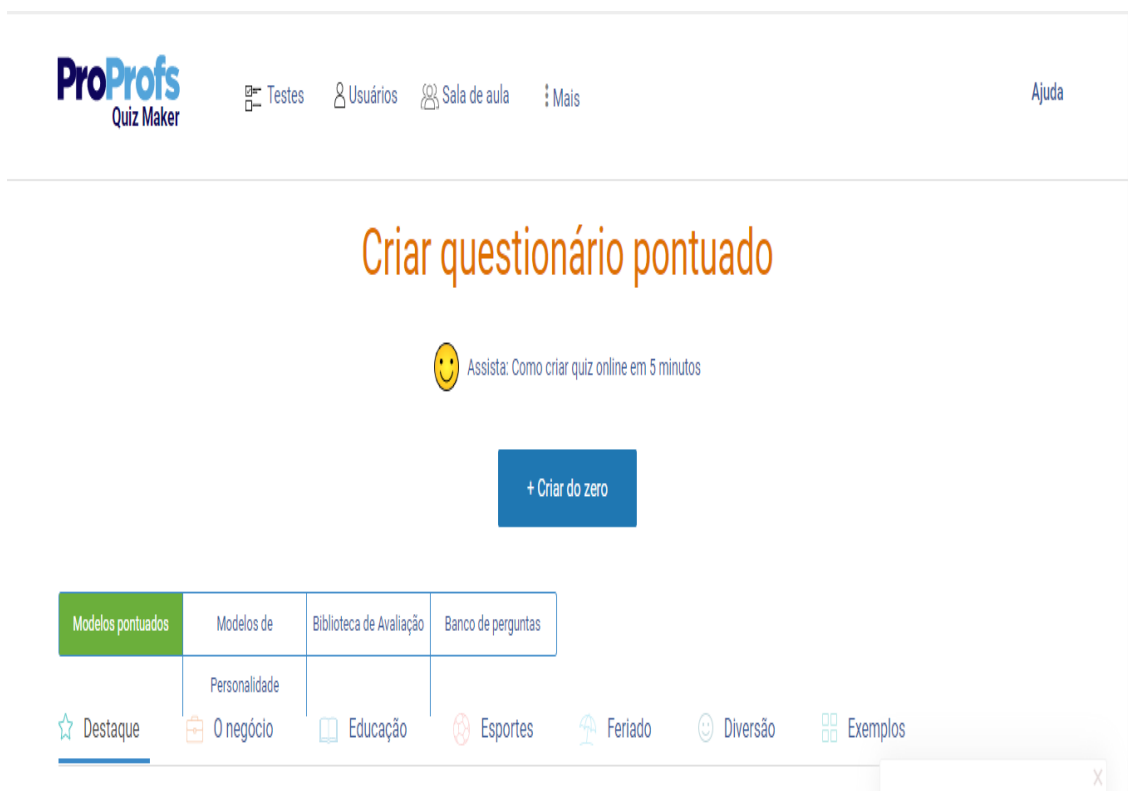 ProProfs
Quiz Maker
Testes
Usuários
Sala de aula
Mais
Ajuda
Criar questionário pontuado
Assista: Como criar quiz online em 5 minutos
+ Criar do zero
Modelos pontuados
Modelos de
Personalidade
Biblioteca de Avaliação
Banco de perguntas
Destaque
O negócio
Educação
Esportes
Feriado
Diversão
Exemplos
X